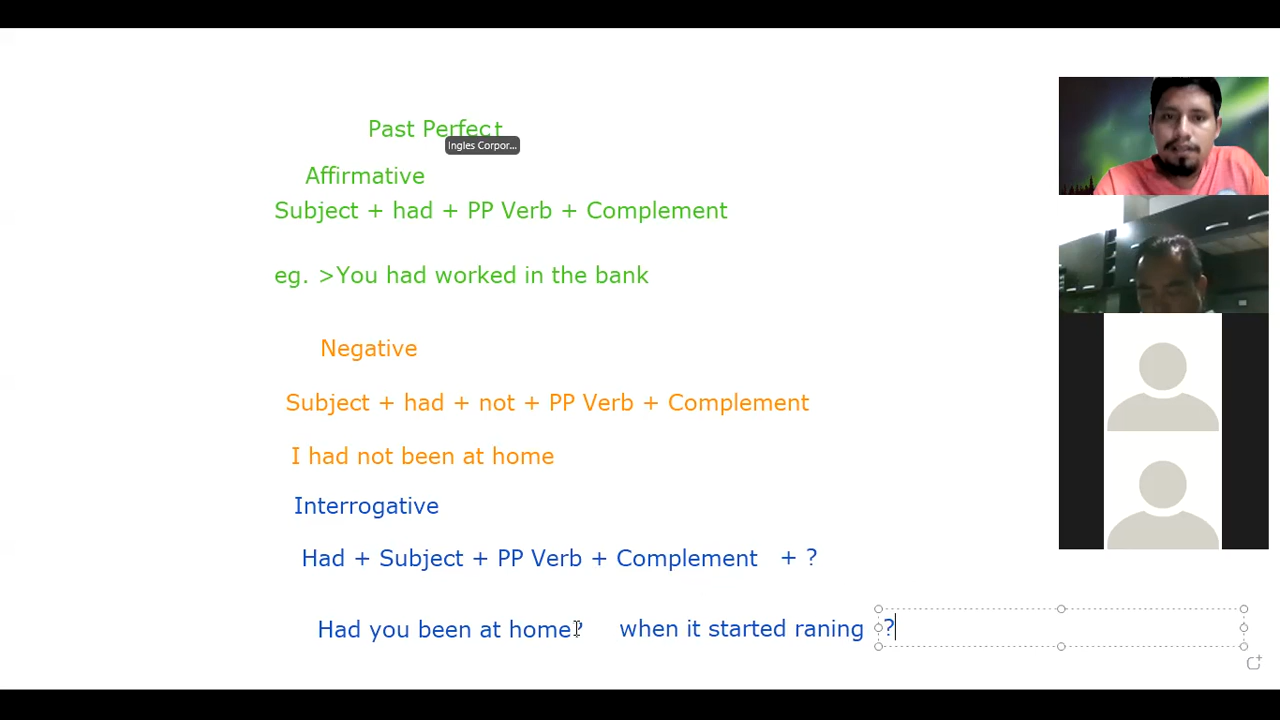 Past Perfect
Ingles Corpor...
Affirmative
Subject + had + PP Verb + Complement
eg. >You had worked in the bank
Negative
Subject + had + not + PP Verb + Complement
I had not been at home
Interrogative
Had + Subject + PP Verb + Complement + ?
Had you been at home? when it started raning ?